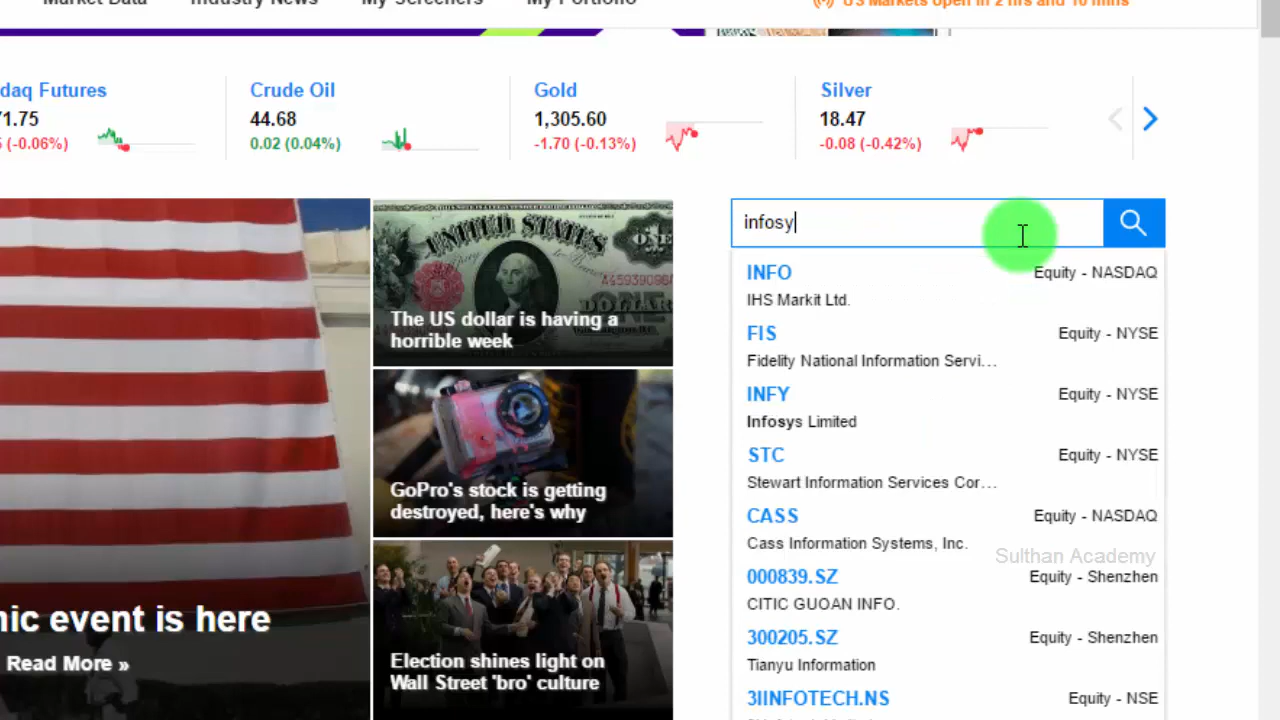 Market Data Industry News My Screeners My Portfolio
US Markets open in 2 hrs and 10 mins
daq Futures
71.75
(-0.06%)
Crude Oil
44.68
0.02 (0.04%)
Gold
1,305.60
-1.70 (-0.13%)
Silver
18.47
-0.08 (-0.42%)
UNITED STATES
ONE
The US dollar is having a
horrible week
GoPro's stock is getting
destroyed, here's why
Election shines light on
Wall Street 'bro' culture
nic event is here
Read More »
infosy
INFO Equity - NASDAQ
IHS Markit Ltd.
FIS Equity - NYSE
Fidelity National Information Servi...
INFY Equity - NYSE
Infosys Limited
STC Equity - NYSE
Stewart Information Services Cor...
CASS Equity - NASDAQ
Cass Information Systems, Inc.
Sulthan Academy
000839.SZ Equity - Shenzhen
CITIC GUOAN INFO.
300205.SZ Equity - Shenzhen
Tianyu Information
3IINFOTECH.NS Equity - NSE